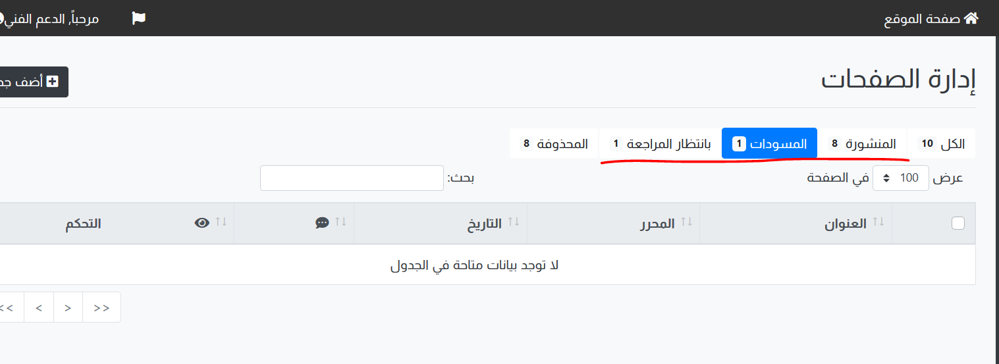 صفحة الموقع
مرحباً, الدعم الفني
إدارة الصفحات
أضف
الكل 10 المنشورة 8 المسودات 1 بانتظار المراجعة 1 المحذوفة 8
عرض 100 في الصفحة بحث:
العنوان المحرر التاريخ التحكم
لا توجد بيانات متاحة في الجدول
>> > < <<